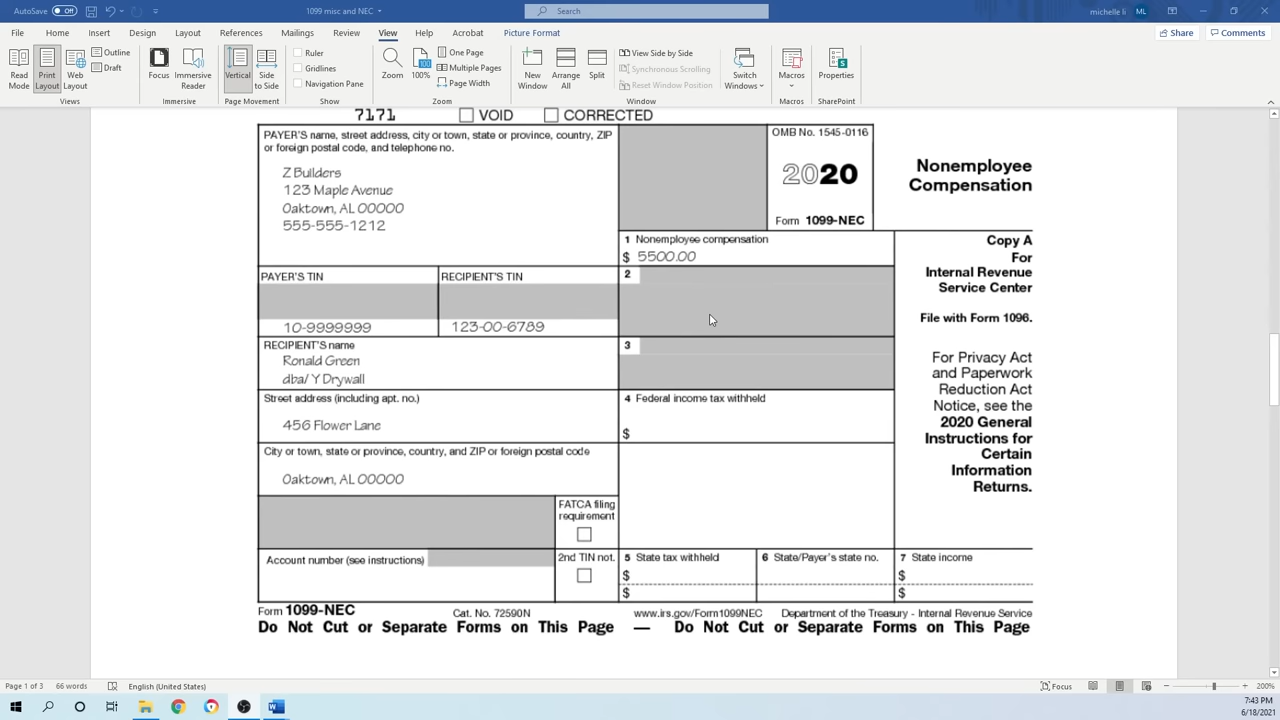 AutoSave Off
1099 misc and NEC
Search
michelle li ML
File Home Insert Draw Design Layout References Mailings Review View Help Acrobat Picture Format
Share Comments
Read Mode
Print Layout
Web Layout
Outline
Draft
Views
Focus
Immersive Reader
Immersive
Vertical
Side to Side
Page Movement
Ruler
Gridlines
Navigation Pane
Show
Zoom
100
100%
One Page
Multiple Pages
Page Width
Zoom
New Window
Arrange All
Split
View Side by Side
Synchronous Scrolling
Reset Window Position
Window
Switch Windows
Macros
Macros
Properties
SharePoint
7171 VOID CORRECTED
PAYER'S name, street address, city or town, state or province, country, ZIP
or foreign postal code, and telephone no.
Z Builders
123 Maple Avenue
Oaktown, AL 00000
555-555-1212
OMB No. 1545-0116
2020
Form 1099-NEC
Nonemployee
Compensation
1 Nonemployee compensation
$ 5500.00
Copy A
For
Internal Revenue
Service Center
File with Form 1096.
For Privacy Act
and Paperwork
Reduction Act
Notice, see the
2020 General
Instructions for
Certain
Information
Returns.
PAYER'S TIN
10-9999999
RECIPIENT'S TIN
123-00-6789
2
RECIPIENT'S name
Ronald Green
dba/ Y Drywall
3
Street address (including apt. no.)
456 Flower Lane
4 Federal income tax withheld
$
City or town, state or province, country, and ZIP or foreign postal code
Oaktown, AL 00000
FATCA filing
requirement
Account number (see instructions)
2nd TIN not.
5 State tax withheld
$
$
6 State/Payer's state no.
7 State income
$
$
Form 1099-NEC Cat. No. 72590N www.irs.gov/Form1099NEC Department of the Treasury - Internal Revenue Service
Do Not Cut or Separate Forms on This Page — Do Not Cut or Separate Forms on This Page
Page 1 of 3 66 words English (United States) Focus 200%
7:43 PM
6/18/2021